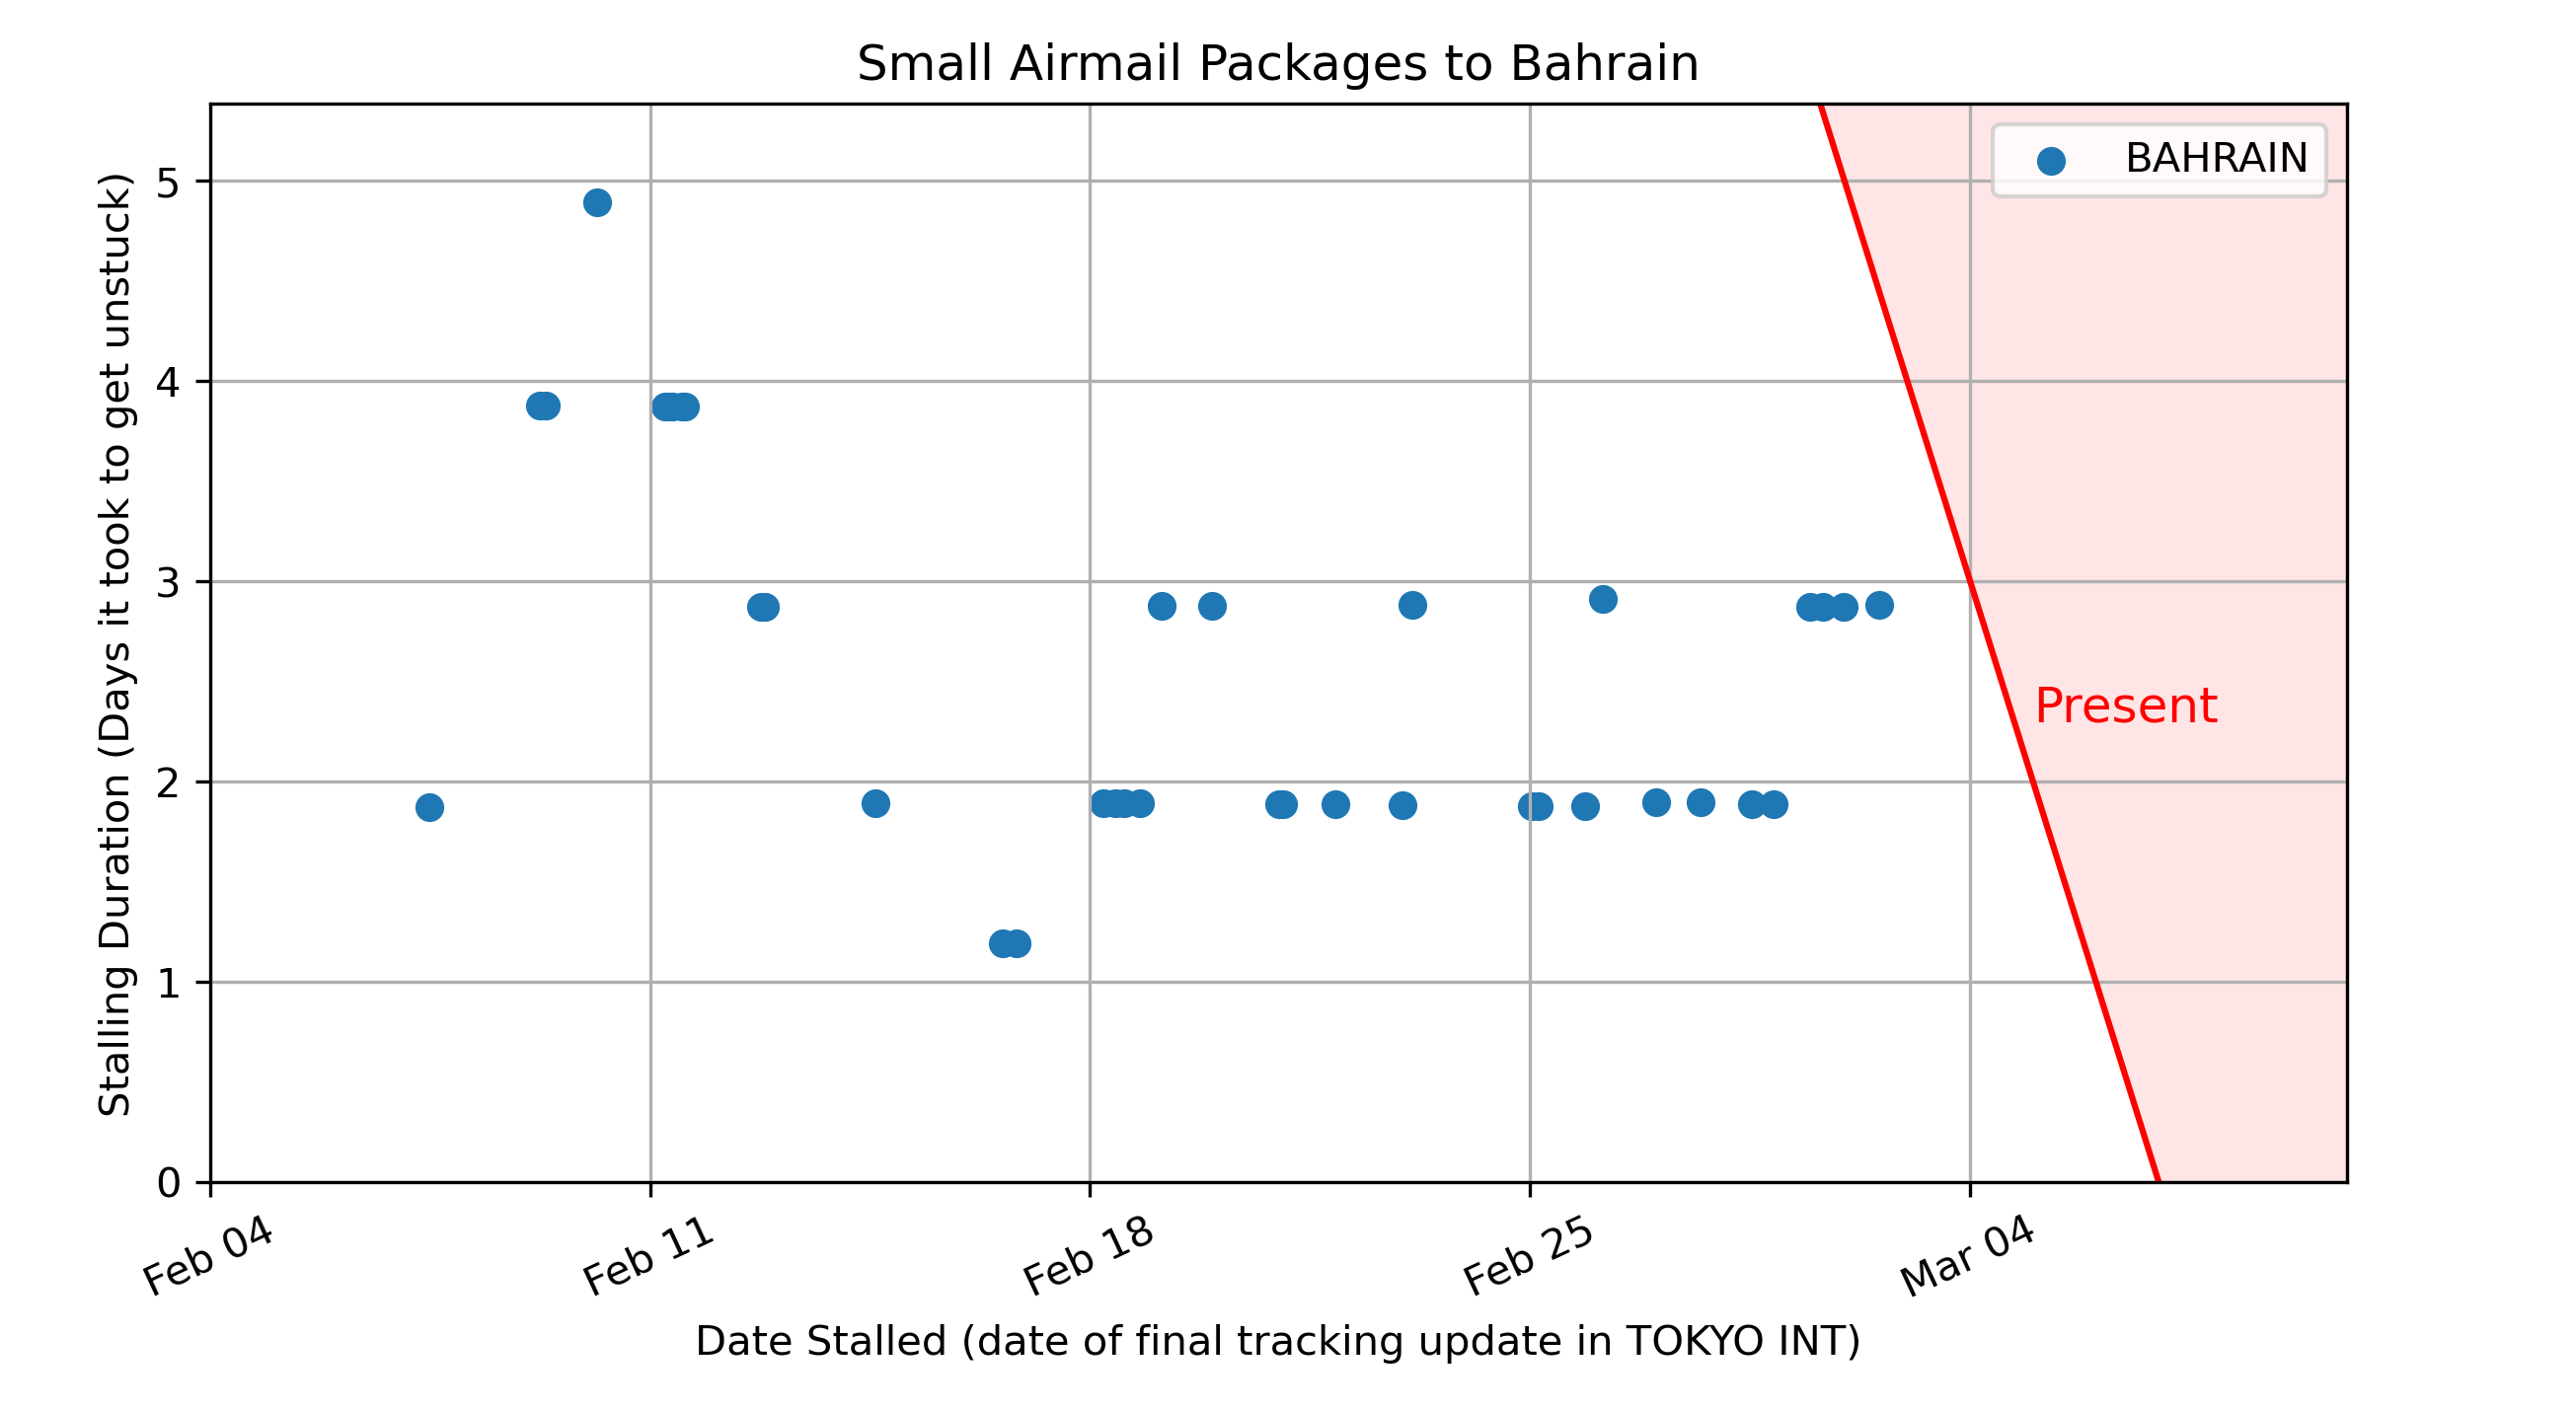 Small Airmail Packages to Bahrain
BAHRAIN
Present
Stalling Duration (Days it took to get unstuck)
5
4
3
2
1
0
Feb 04
Feb 11
Feb 18
Feb 25
Mar 04
Date Stalled (date of final tracking update in TOKYO INT)